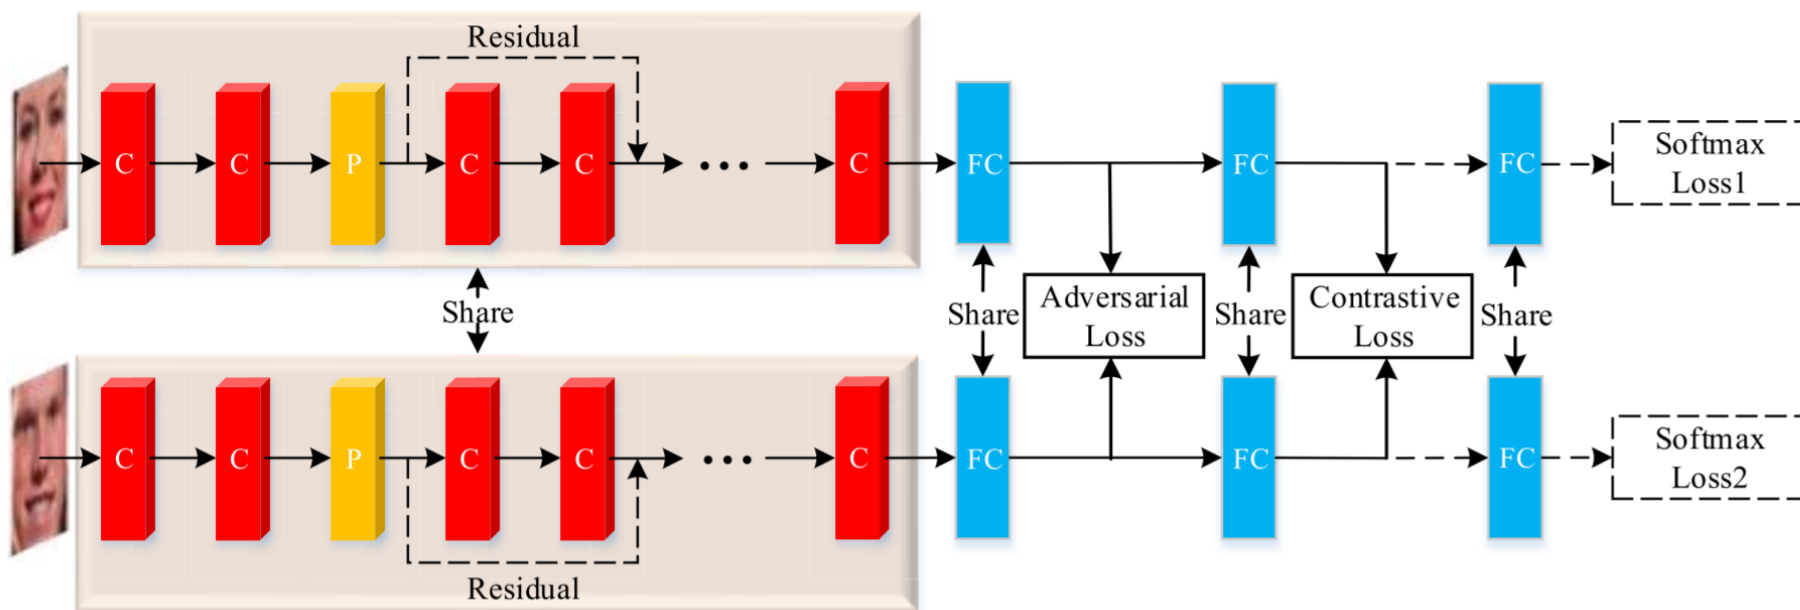 Residual
C C P C C ... C FC FC FC
Softmax
Loss1
Share
Share
Adversarial
Loss
Share
Contrastive
Loss
Share
C C P C C ... C FC FC FC
Softmax
Loss2
Residual